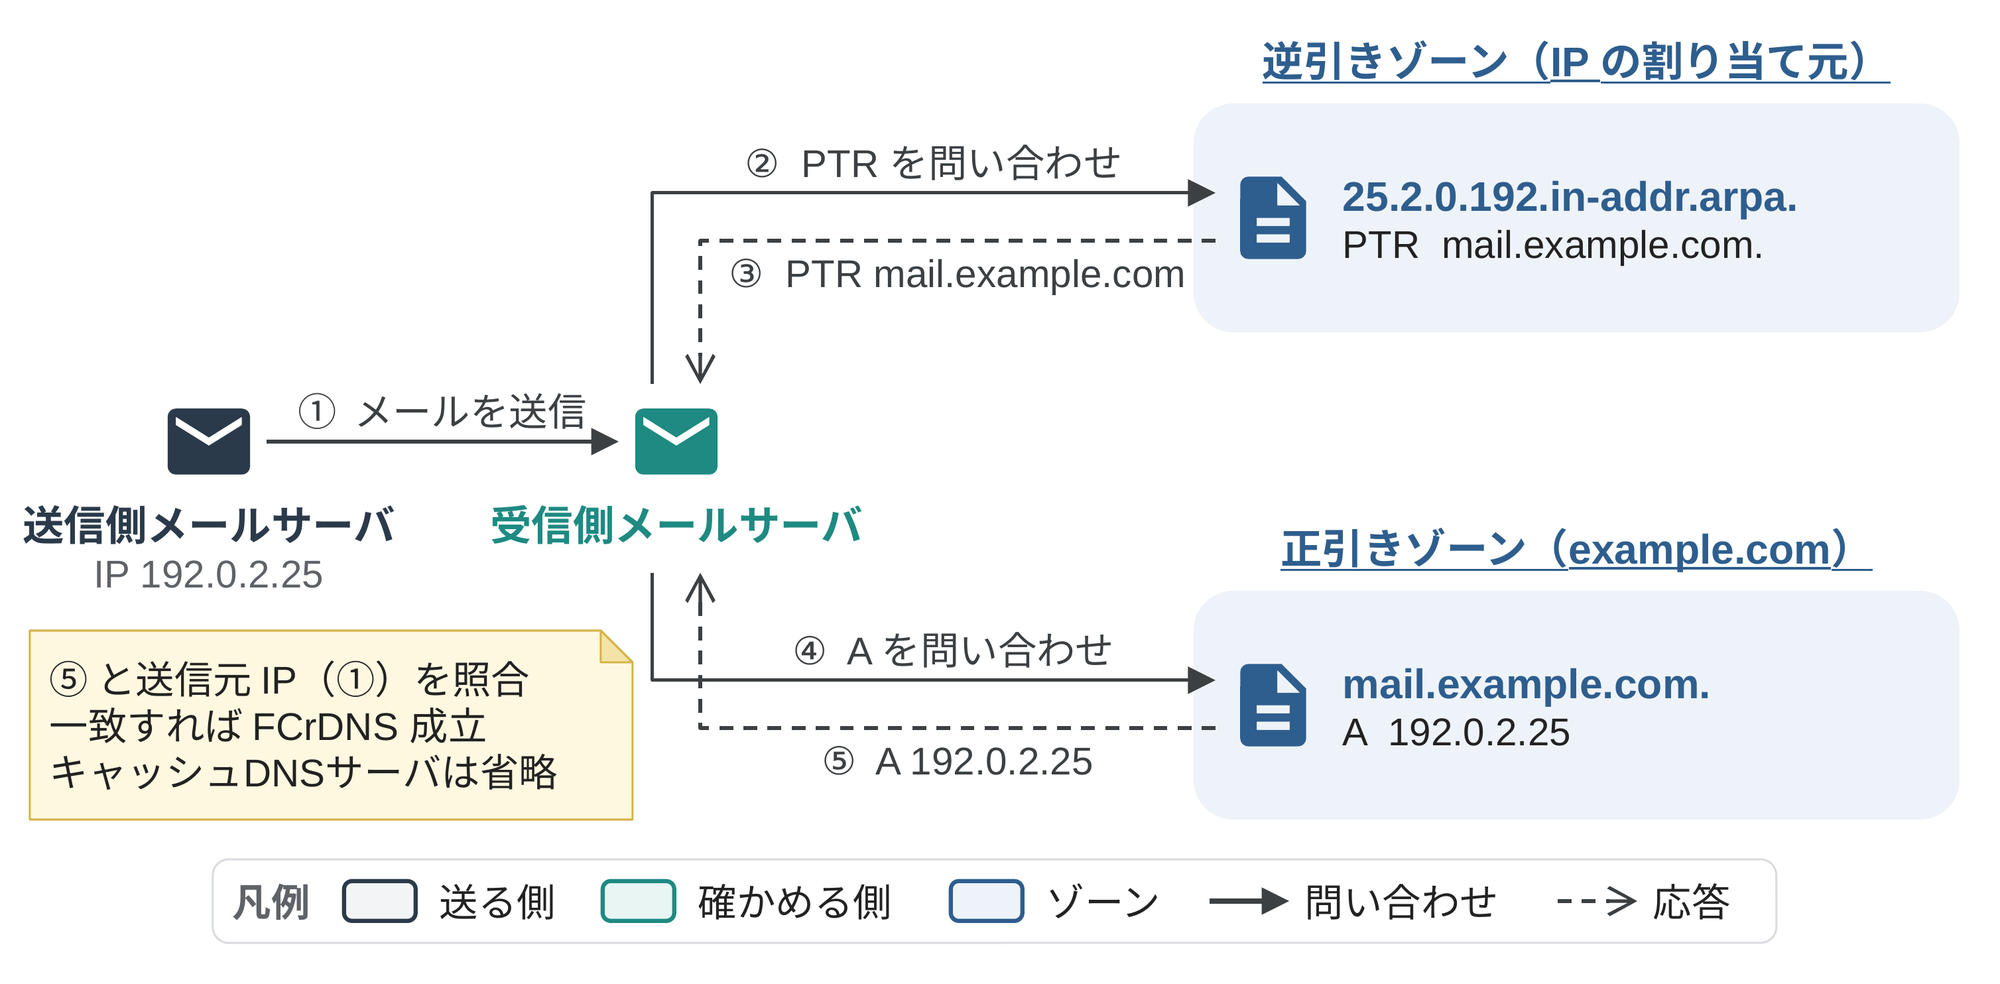 逆引きゾーン（IP の割り当て元）
② PTR を問い合わせ
25.2.0.192.in-addr.arpa.
PTR mail.example.com.
③ PTR mail.example.com
① メールを送信
送信側メールサーバ
IP 192.0.2.25
受信側メールサーバ
正引きゾーン（example.com）
④ A を問い合わせ
mail.example.com.
A 192.0.2.25
⑤ A 192.0.2.25
⑤ と送信元 IP（①）を照合
一致すれば FCrDNS 成立
キャッシュDNSサーバは省略
凡例 送る側 確かめる側 ゾーン 問い合わせ 応答